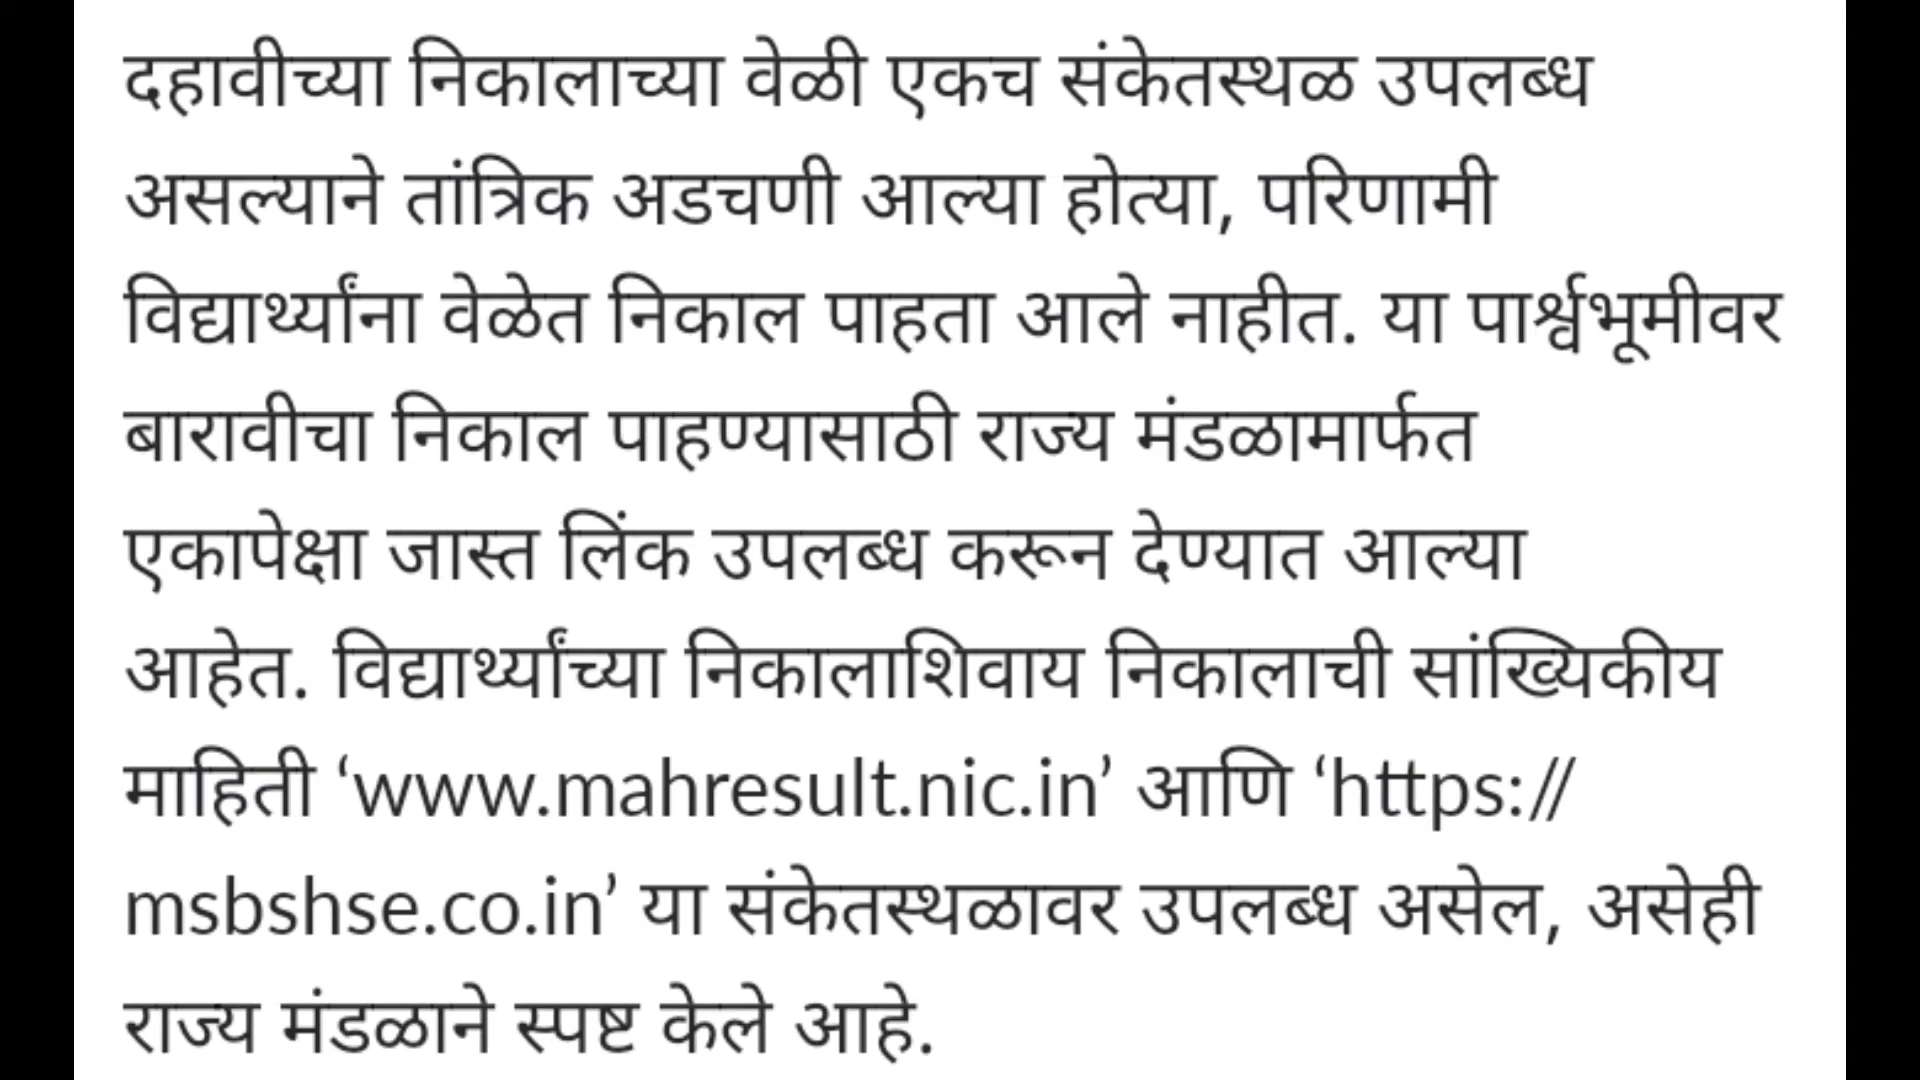 दहावीच्या निकालाच्या वेळी एकच संकेतस्थळ उपलब्ध
असल्याने तांत्रिक अडचणी आल्या होत्या, परिणामी
विद्यार्थ्यांना वेळेत निकाल पाहता आले नाहीत. या पार्श्वभूमीवर
बारावीचा निकाल पाहण्यासाठी राज्य मंडळामार्फत
एकापेक्षा जास्त लिंक उपलब्ध करून देण्यात आल्या
आहेत. विद्यार्थ्यांच्या निकालाशिवाय निकालाची सांख्यिकीय
माहिती ‘www.mahresult.nic.in’ आणि ‘https://
msbshse.co.in’ या संकेतस्थळावर उपलब्ध असेल, असेही
राज्य मंडळाने स्पष्ट केले आहे.